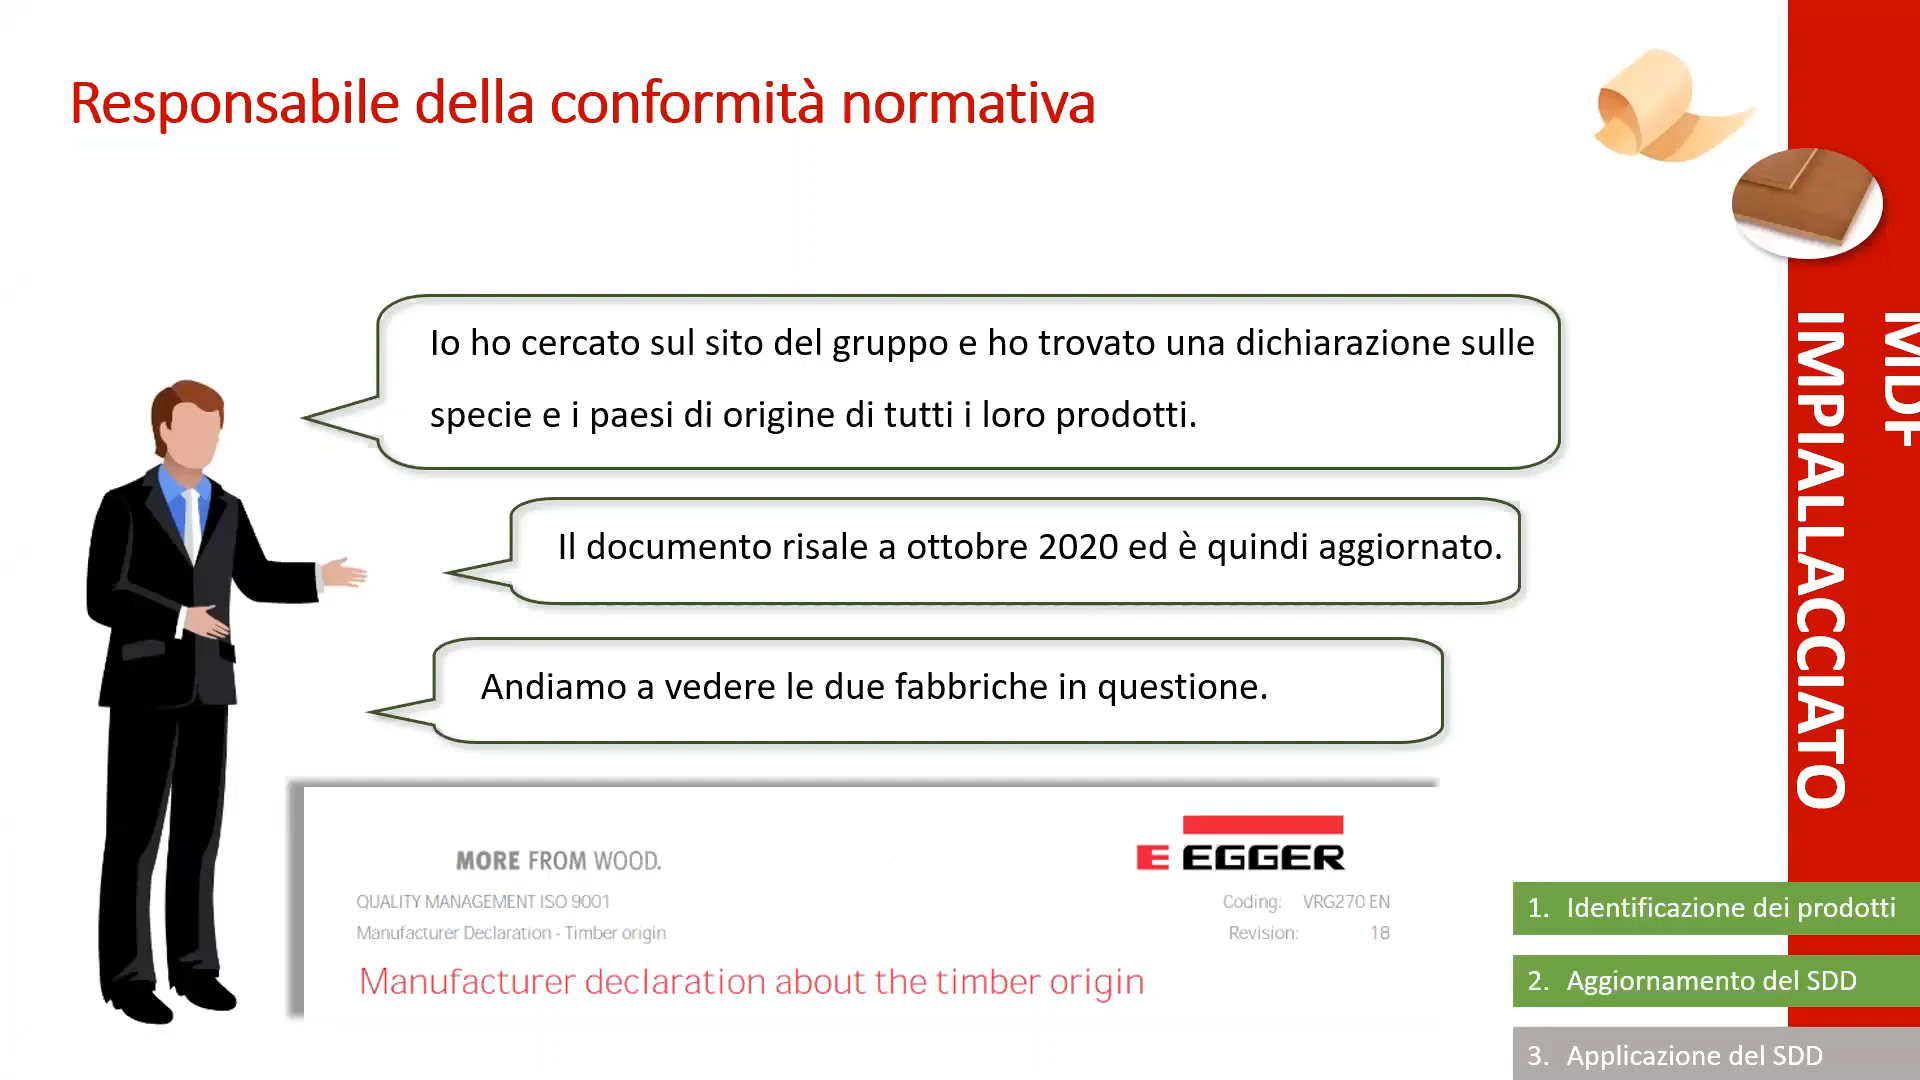 Responsabile della conformità normativa
Io ho cercato sul sito del gruppo e ho trovato una dichiarazione sulle
specie e i paesi di origine di tutti i loro prodotti.
Il documento risale a ottobre 2020 ed è quindi aggiornato.
Andiamo a vedere le due fabbriche in questione.
MORE FROM WOOD.
E EGGER
QUALITY MANAGEMENT ISO 9001
Coding: VRG270 EN
Manufacturer Declaration - Timber origin
Revision: 18
Manufacturer declaration about the timber origin
MDF
IMPIALLACCIATO
1. Identificazione dei prodotti
2. Aggiornamento del SDD
3. Applicazione del SDD